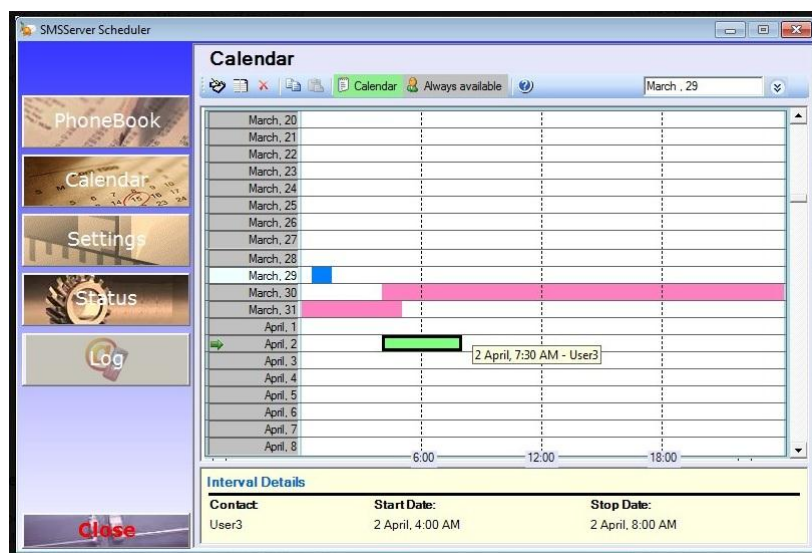 SMSServer Scheduler
Calendar
Calendar Always available
March , 29
PhoneBook
Calendar
Settings
Status
Log
Close
March, 20
March, 21
March, 22
March, 23
March, 24
March, 25
March, 26
March, 27
March, 28
March, 29
March, 30
March, 31
April, 1
April, 2
2 April, 7:30 AM - User3
April, 3
April, 4
April, 5
April, 6
April, 7
April, 8
6:00 12:00 18:00
Interval Details
Contact: Start Date: Stop Date:
User3 2 April, 4:00 AM 2 April, 8:00 AM